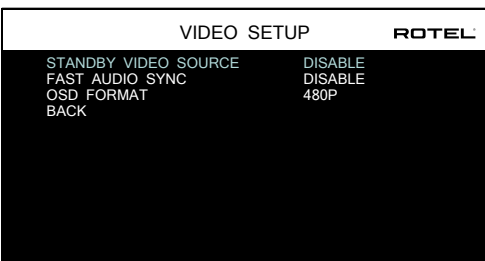 VIDEO SETUP ROTEL
STANDBY VIDEO SOURCE DISABLE
FAST AUDIO SYNC DISABLE
OSD FORMAT 480P
BACK